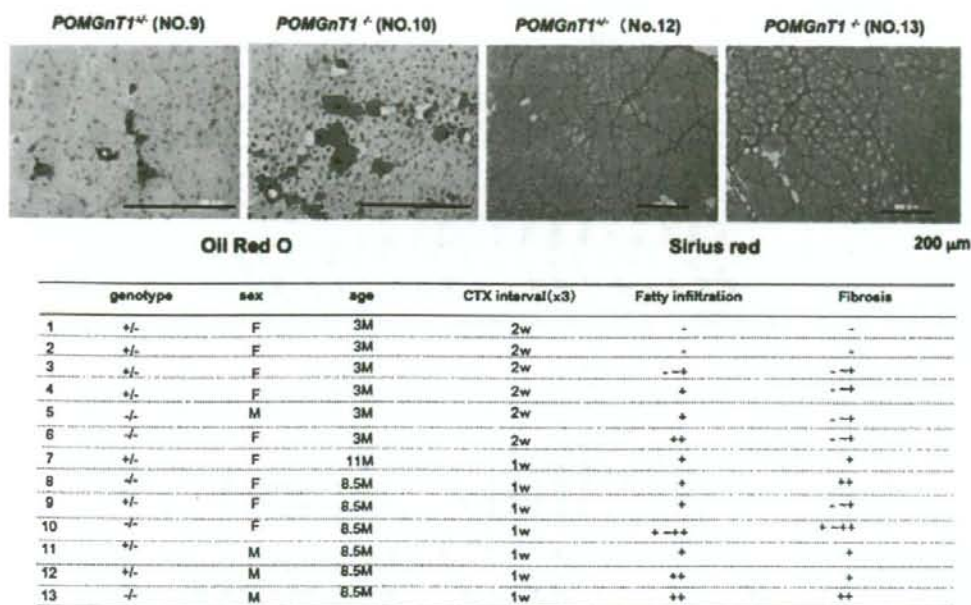 POMGnT1+/- (NO.9) POMGnT1 -/- (NO.10) POMGnT1+/- (No.12) POMGnT1 -/- (NO.13)
Oil Red O Sirius red 200 μm
genotype sex age CTX interval(x3) Fatty infiltration Fibrosis
1 +/- F 3M 2w - -
2 +/- F 3M 2w - -
3 +/- F 3M 2w - ~+ - ~+
4 +/- F 3M 2w + - ~+
5 -/- M 3M 2w + - ~+
6 -/- F 3M 2w ++ - ~+
7 +/- F 11M 1w + +
8 -/- F 8.5M 1w + ++
9 +/- F 8.5M 1w + - ~+
10 -/- F 8.5M 1w + ~++ + ~++
11 +/- M 8.5M 1w + +
12 +/- M 8.5M 1w ++ +
13 -/- M 8.5M 1w ++ ++